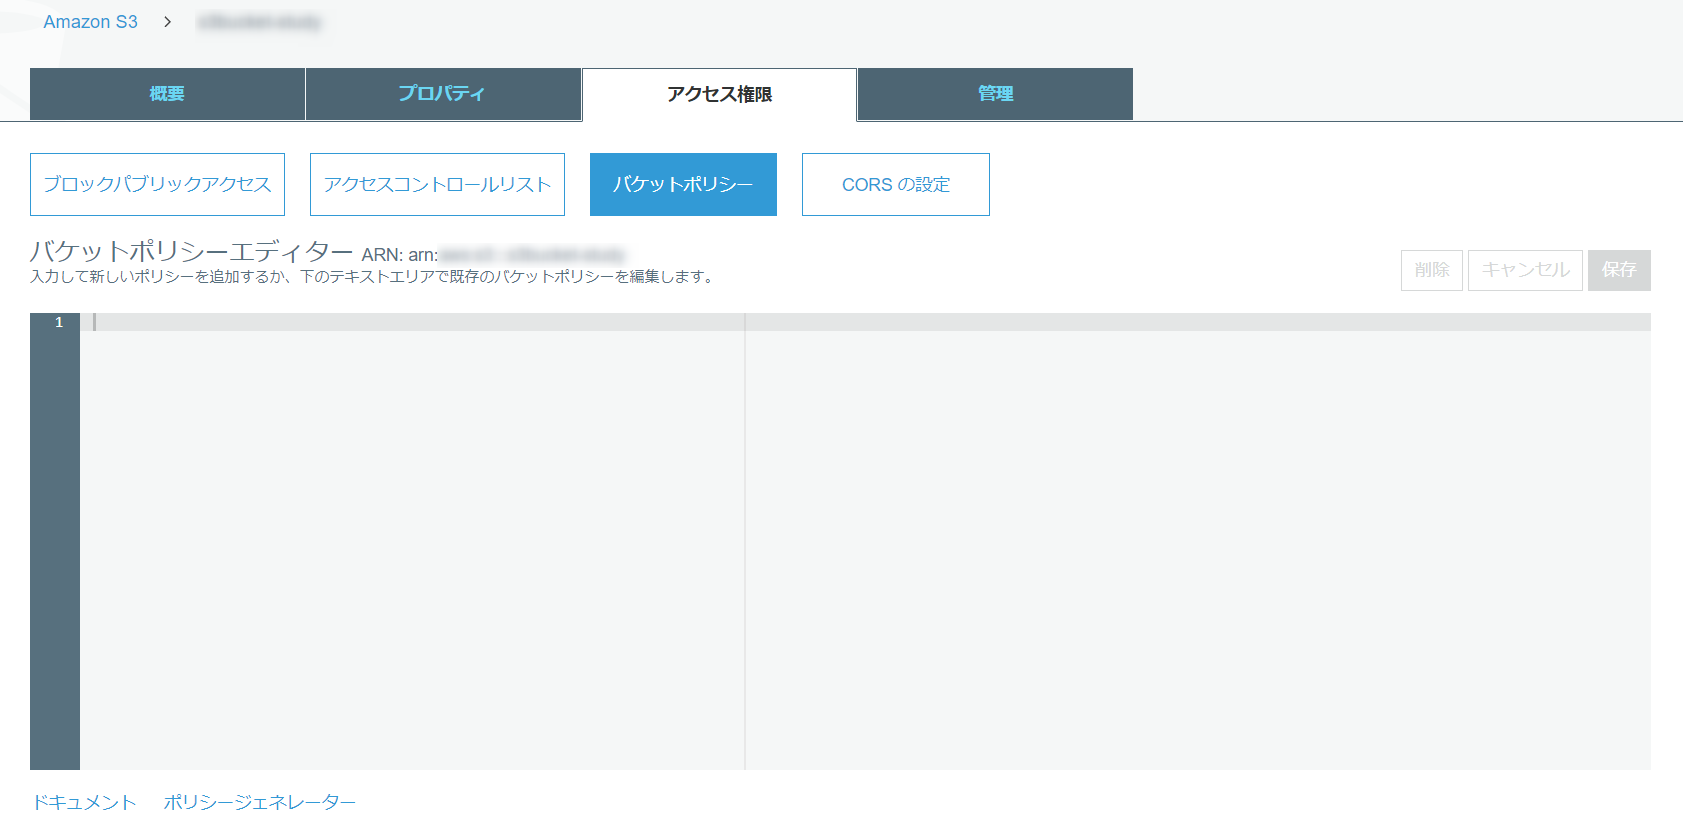 Amazon S3 >
概要 プロパティ アクセス権限 管理
ブロックパブリックアクセス アクセスコントロールリスト バケットポリシー CORS の設定
バケットポリシーエディター ARN: arn:
入力して新しいポリシーを追加するか、下のテキストエリアで既存のバケットポリシーを編集します。
削除 キャンセル 保存
1
ドキュメント ポリシージェネレーター